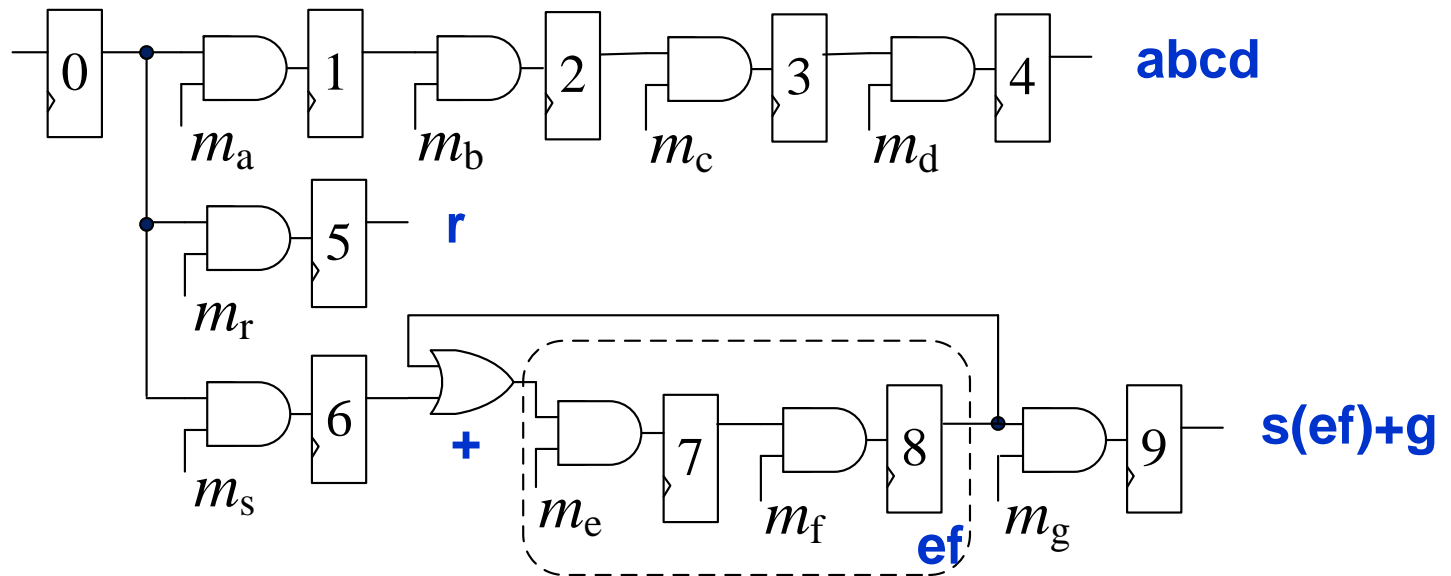 0 1 2 3 4 abcd
m_a m_b m_c m_d
5 r
m_r
6 + 7 8 9 s(ef)+g
m_s m_e m_f ef m_g